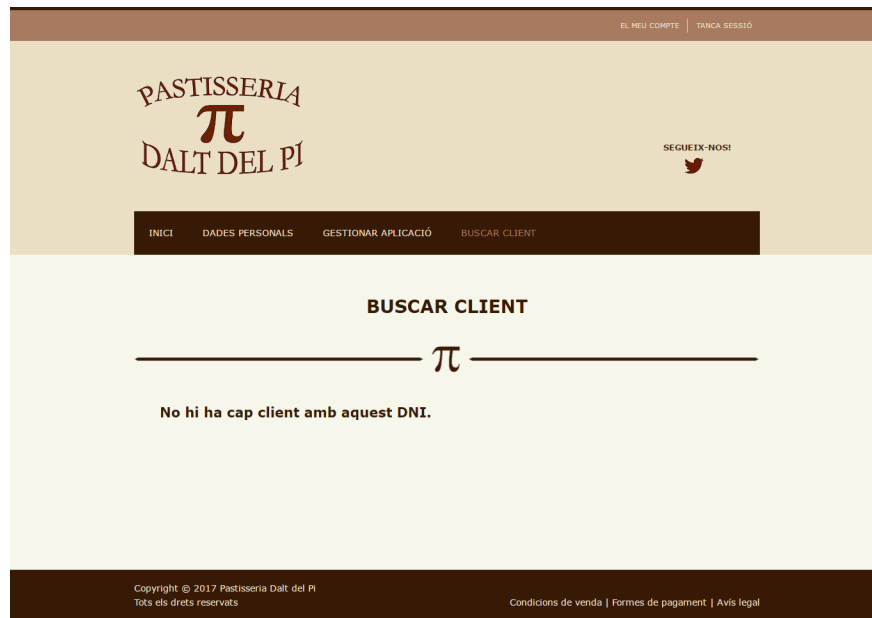 EL MEU COMPTE | TANCA SESSIÓ
PASTISSERIA
π
DALT DEL PI
SEGUEIX-NOS!
INICI DADES PERSONALS GESTIONAR APLICACIÓ BUSCAR CLIENT
BUSCAR CLIENT
π
No hi ha cap client amb aquest DNI.
Copyright © 2017 Pastisseria Dalt del Pi
Tots els drets reservats
Condicions de venda | Formes de pagament | Avís legal